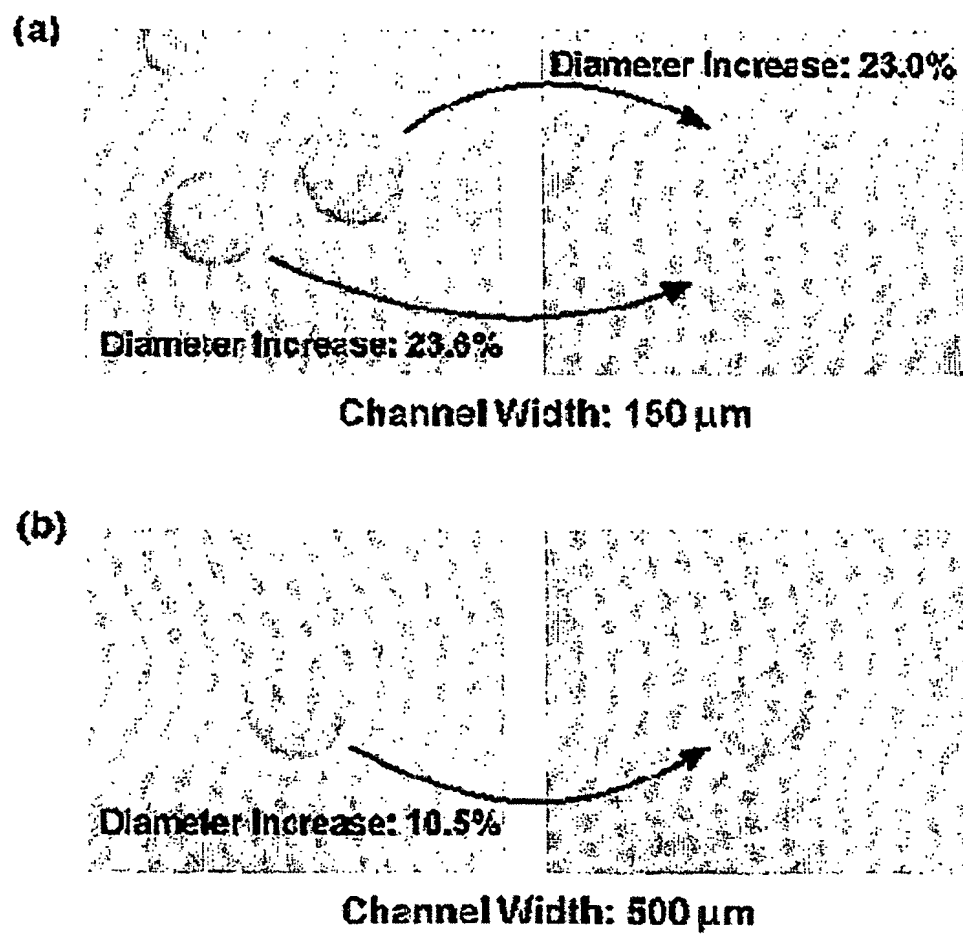 (a)
Diameter Increase: 23.0%
Diameter Increase: 23.6%
Channel Width: 150 µm
(b)
Diameter Increase: 10.5%
Channel Width: 500 µm